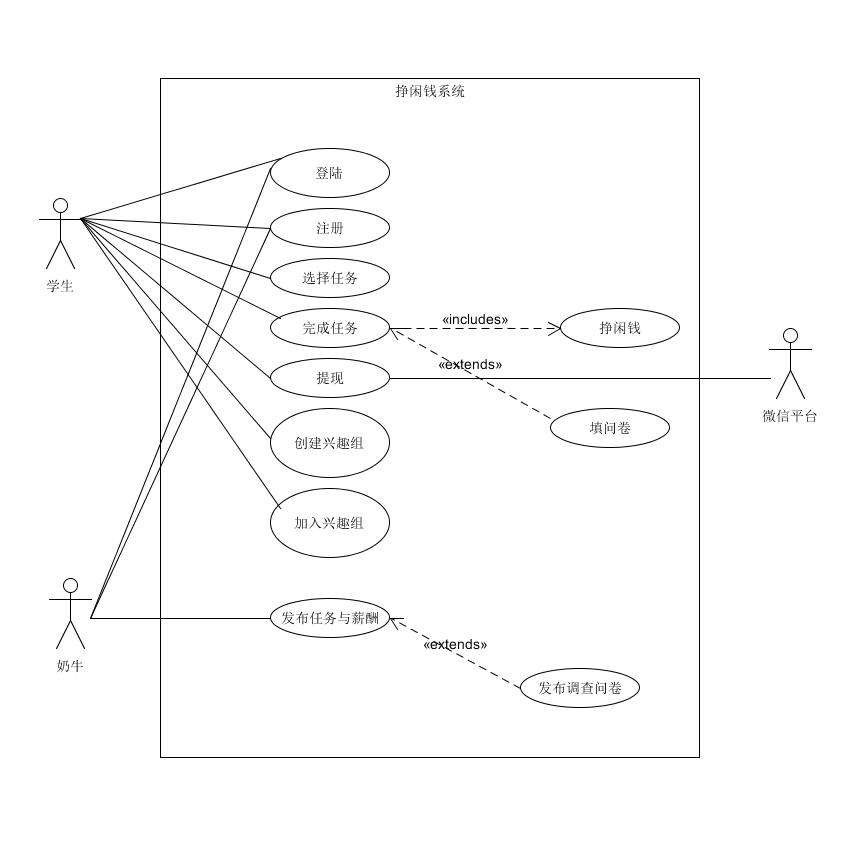 挣闲钱系统
登陆
注册
学生
选择任务
完成任务
«includes»
挣闲钱
提现
«extends»
微信平台
填问卷
创建兴趣组
加入兴趣组
发布任务与薪酬
«extends»
奶牛
发布调查问卷